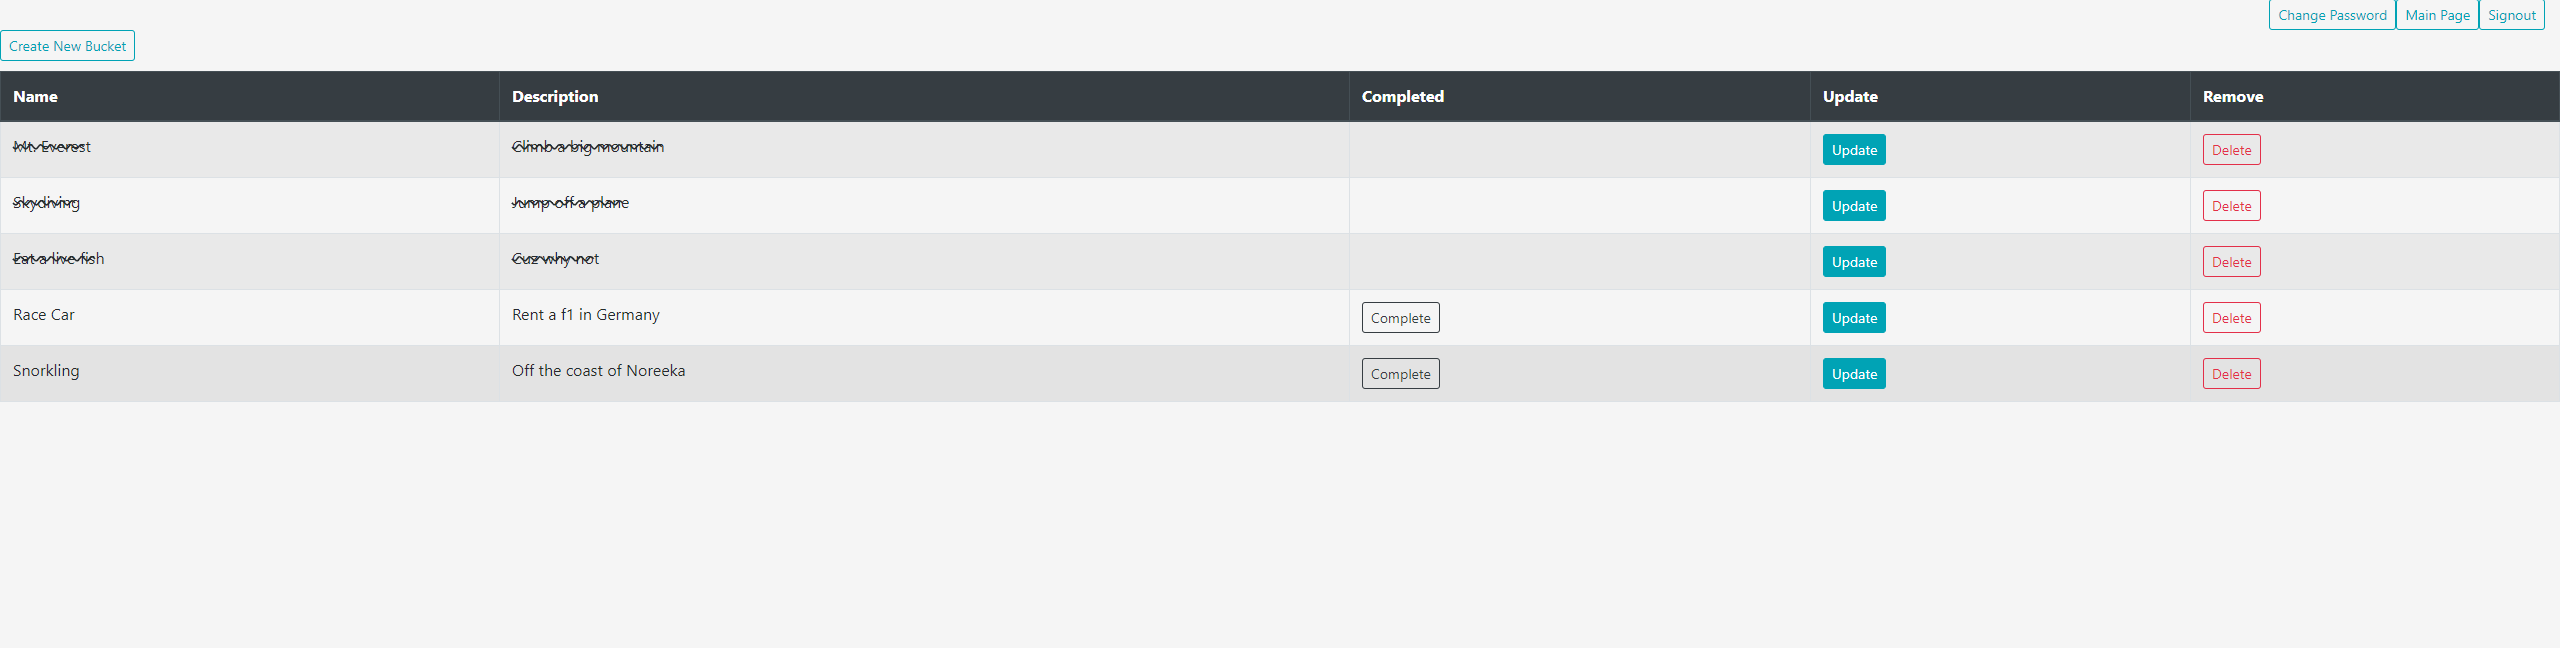 Change Password Main Page Signout
Create New Bucket
Name Description Completed Update Remove
Mt. Everest Climb a big mountain Update Delete
Skydiving Jump off a plane Update Delete
Eat a live fish Cuz why not Update Delete
Race Car Rent a f1 in Germany Complete Update Delete
Snorkling Off the coast of Noreeka Complete Update Delete